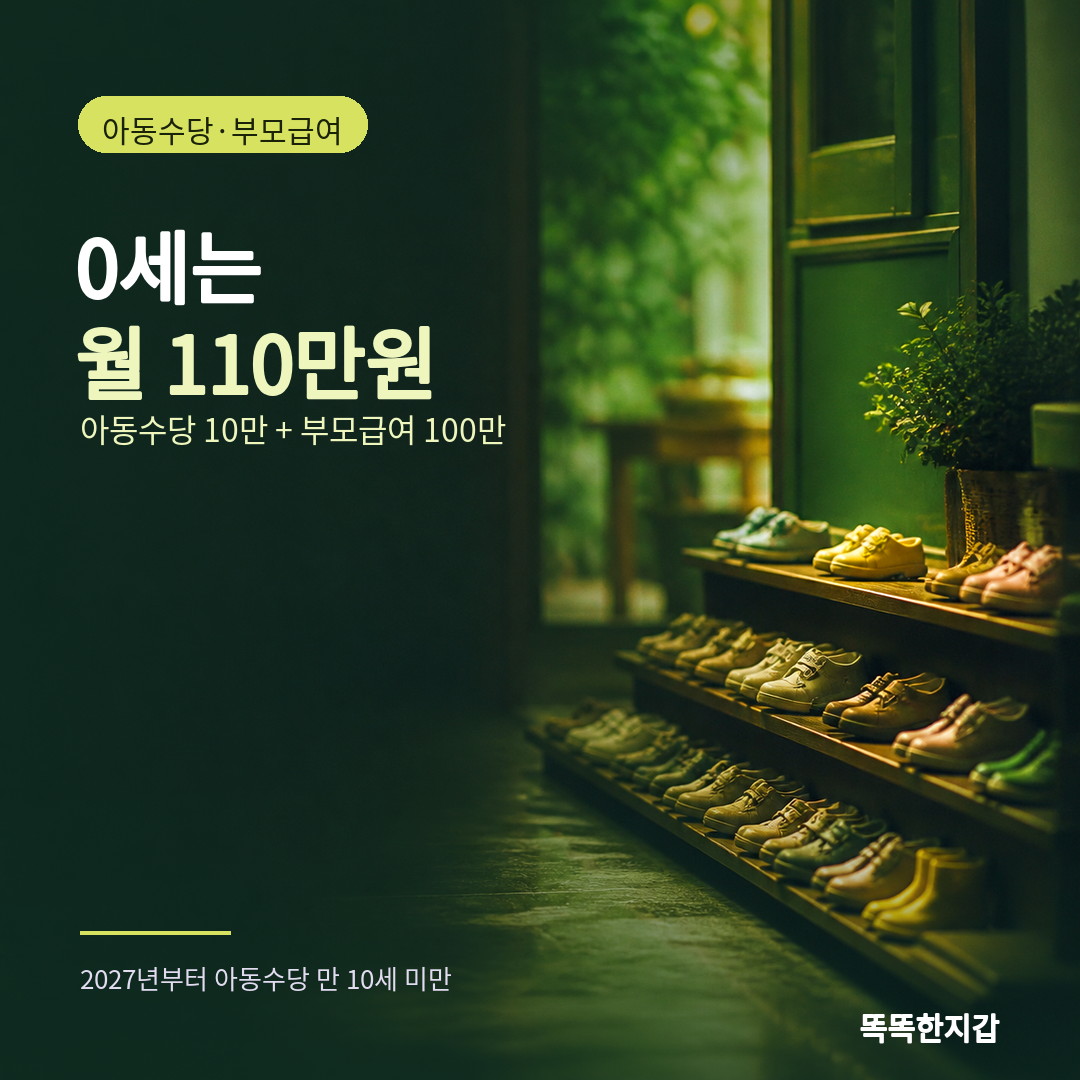 아동수당·부모급여
0세는
월 110만원
아동수당 10만 + 부모급여 100만
2027년부터 아동수당 만 10세 미만
똑똑한지갑